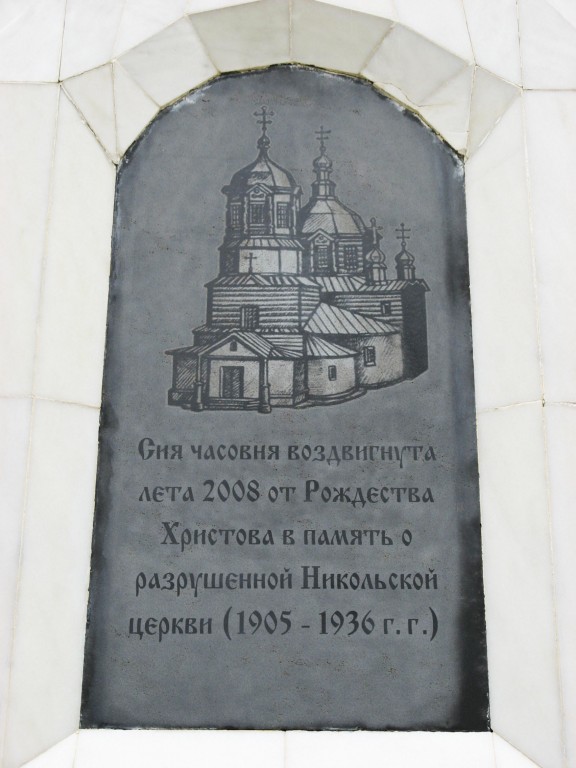 Сия часовня воздвигнута
лета 2008 от Рождества
Христова в память о
разрушенной Никольской
церкви (1905 - 1936 г. г.)